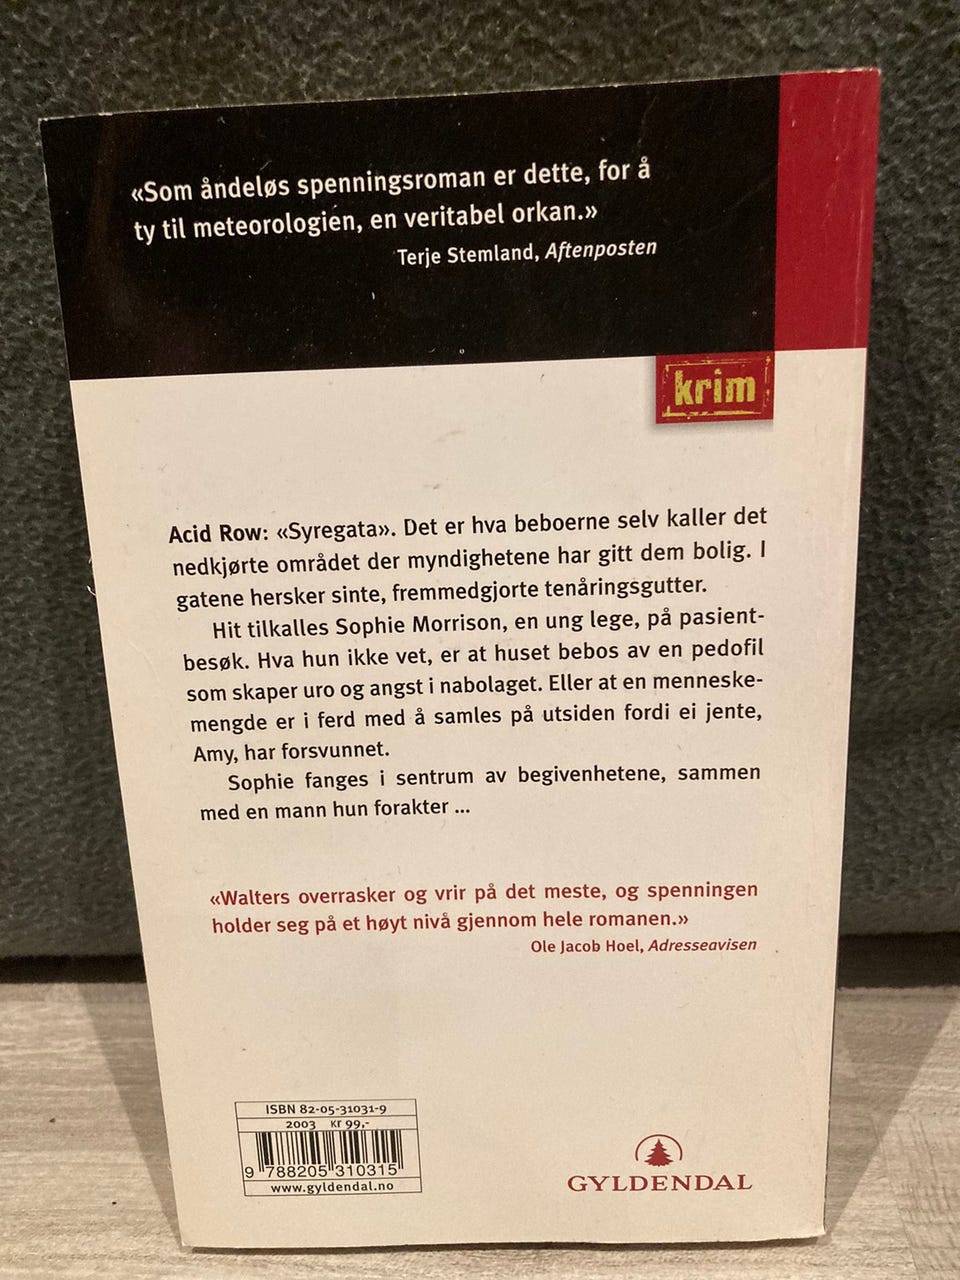 «Som åndeløs spenningsroman er dette, for å
ty til meteorologien, en veritabel orkan.»
Terje Stemland, Aftenposten
krim
Acid Row: «Syregata». Det er hva beboerne selv kaller det
nedkjørte området der myndighetene har gitt dem bolig. I
gatene hersker sinte, fremmedgjorte tenåringsgutter.
Hit tilkalles Sophie Morrison, en ung lege, på pasient-
besøk. Hva hun ikke vet, er at huset bebos av en pedofil
som skaper uro og angst i nabolaget. Eller at en menneske-
mengde er i ferd med å samles på utsiden fordi ei jente,
Amy, har forsvunnet.
Sophie fanges i sentrum av begivenhetene, sammen
med en mann hun forakter ...
«Walters overrasker og vrir på det meste, og spenningen
holder seg på et høyt nivå gjennom hele romanen.»
Ole Jacob Hoel, Adresseavisen
ISBN 82-05-31031-9
2003 kr 99,-
9 788205 310315
www.gyldendal.no
GYLDENDAL